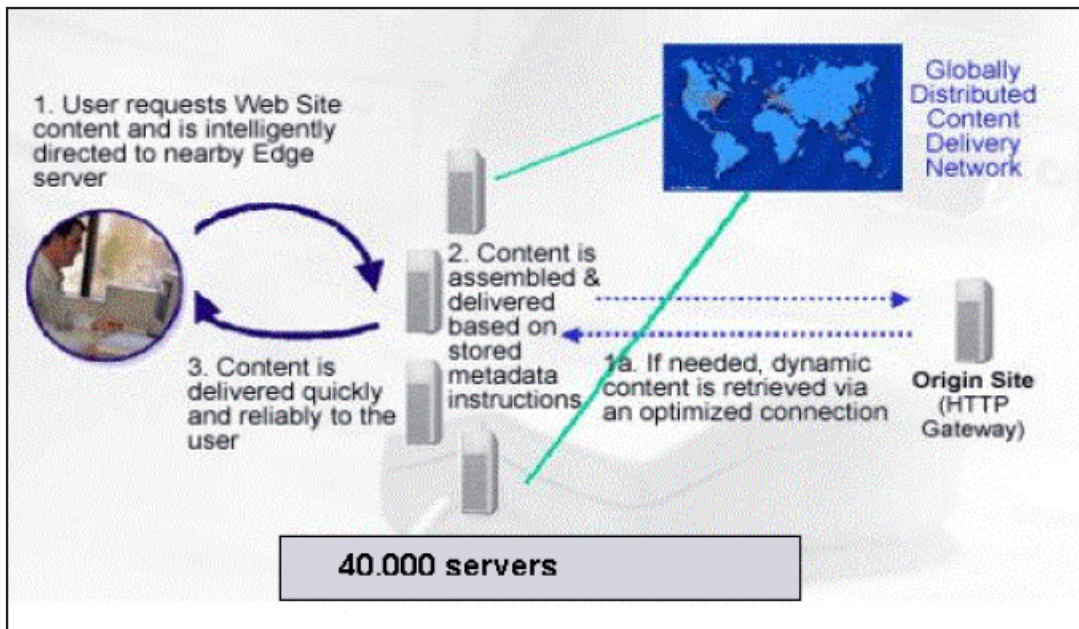 1. User requests Web Site
content and is intelligently
directed to nearby Edge
server
Globally
Distributed
Content
Delivery
Network
2. Content is
assembled &
delivered
based on
stored
metadata
instructions
1a. If needed, dynamic
content is retrieved via
an optimized connection
Origin Site
(HTTP
Gateway)
3. Content is
delivered quickly
and reliably to the
user
40.000 servers